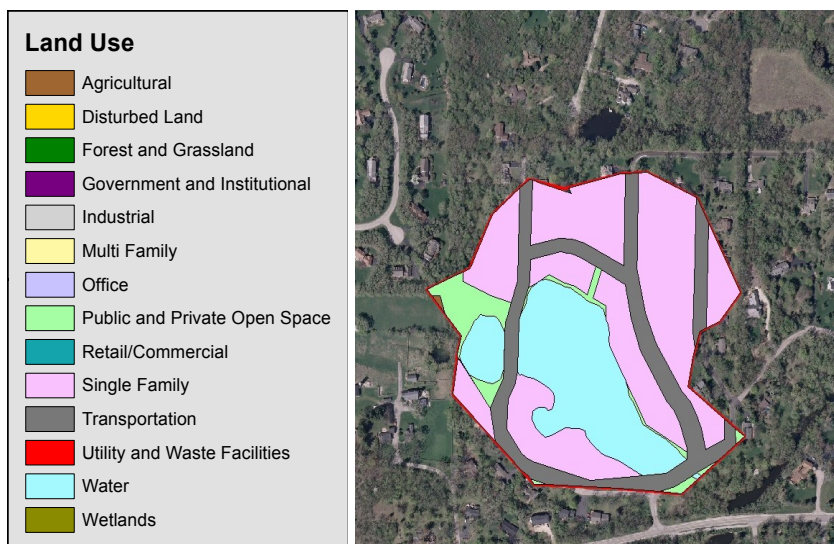 Land Use
Agricultural
Disturbed Land
Forest and Grassland
Government and Institutional
Industrial
Multi Family
Office
Public and Private Open Space
Retail/Commercial
Single Family
Transportation
Utility and Waste Facilities
Water
Wetlands